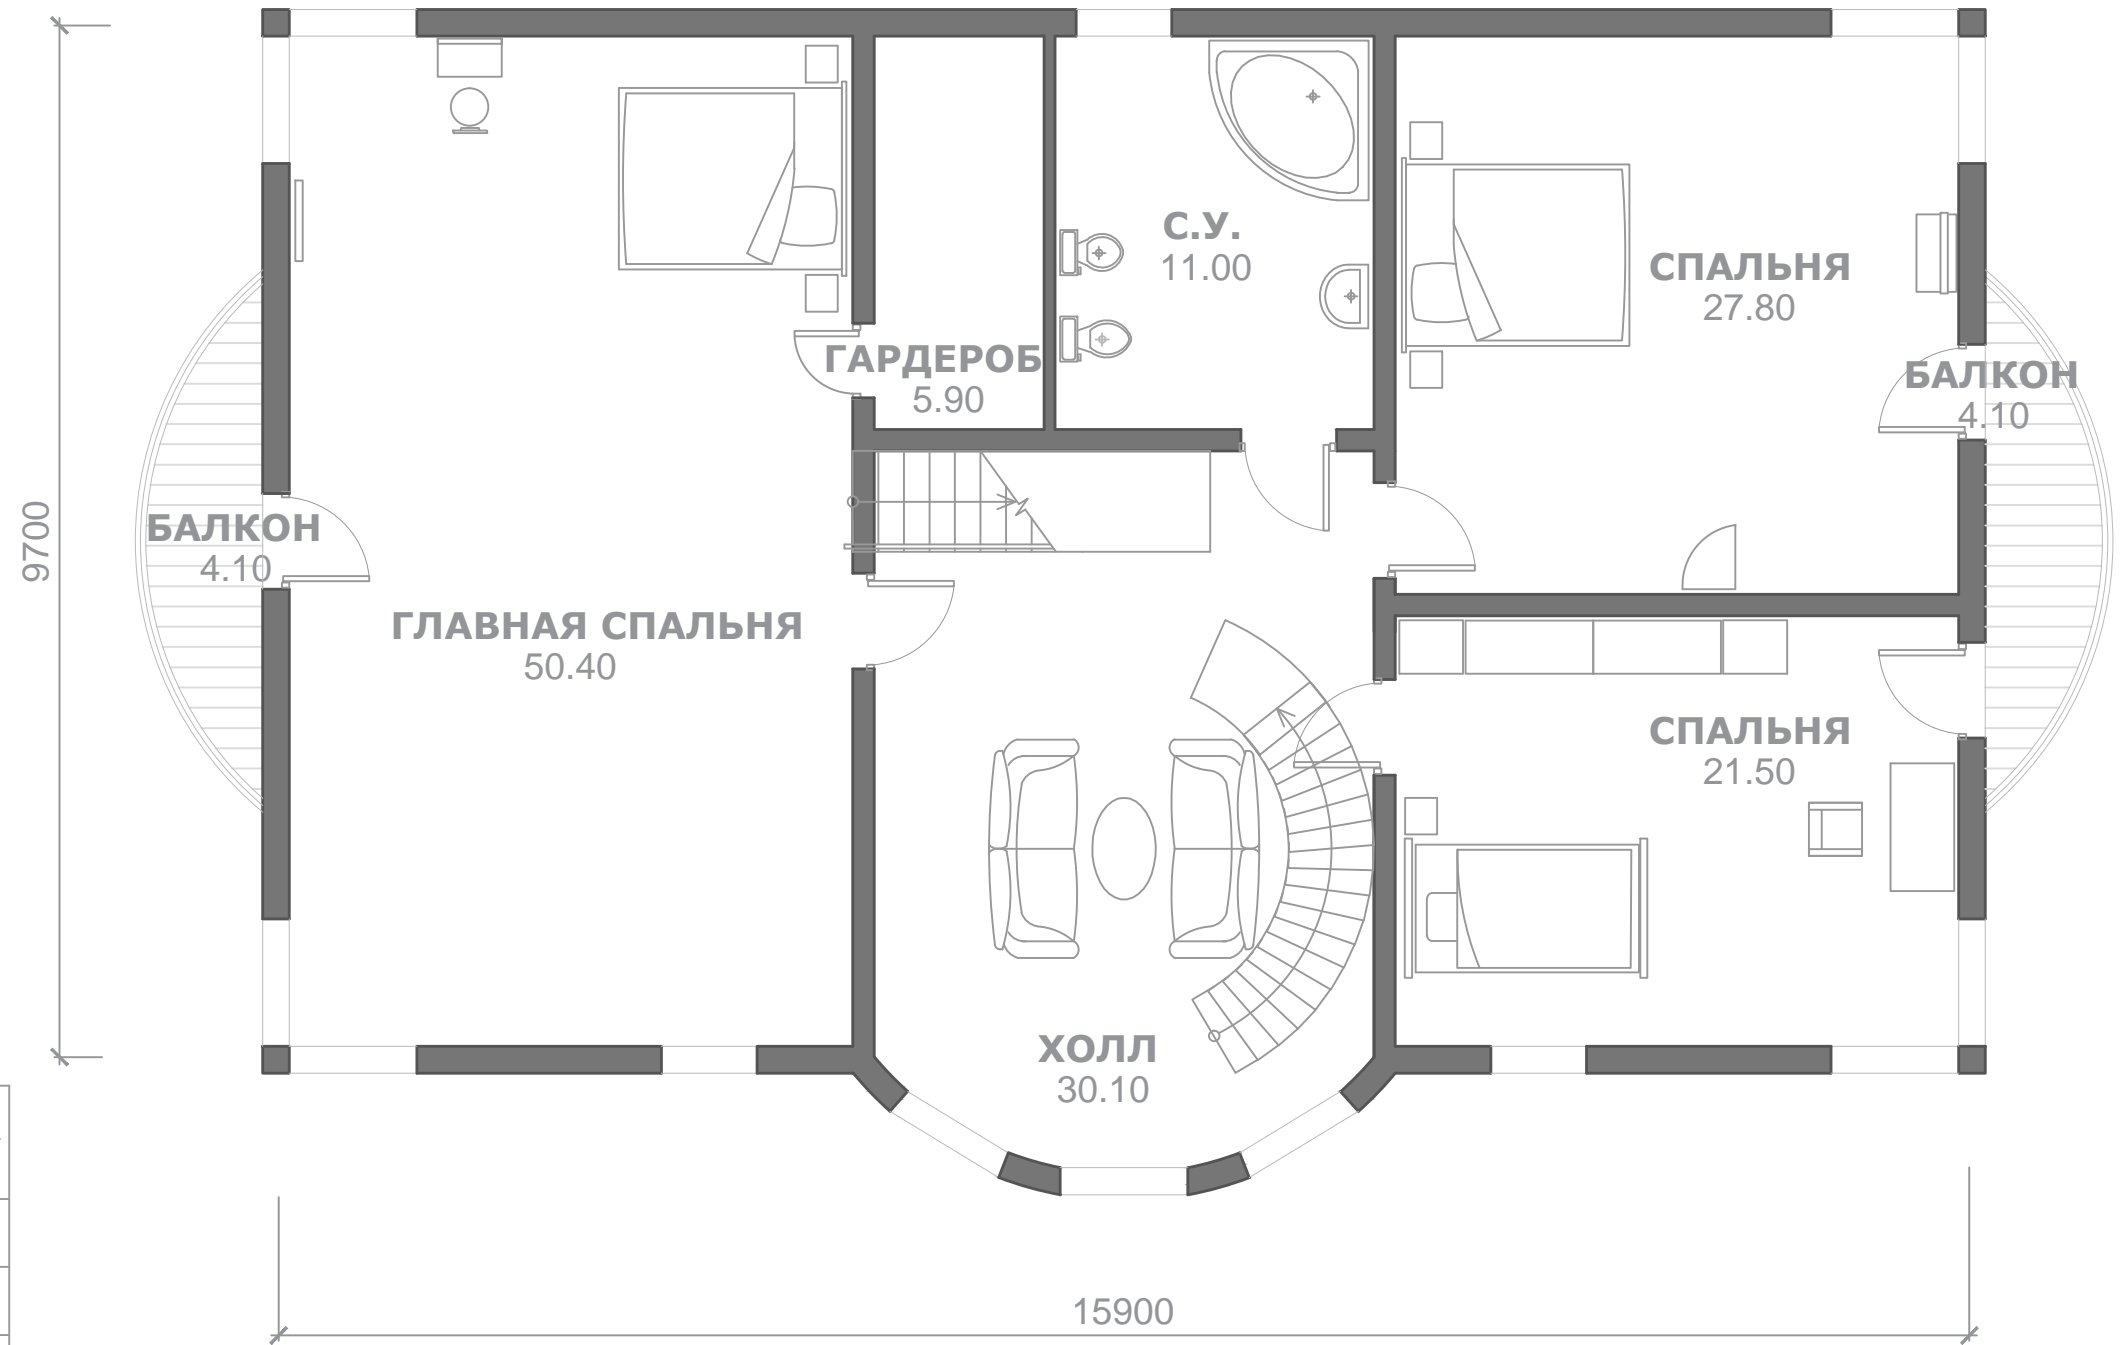 С.У.
11.00
СПАЛЬНЯ
27.80
ГАРДЕРОБ
5.90
БАЛКОН
4.10
БАЛКОН
4.10
9700
ГЛАВНАЯ СПАЛЬНЯ
50.40
СПАЛЬНЯ
21.50
ХОЛЛ
30.10
15900